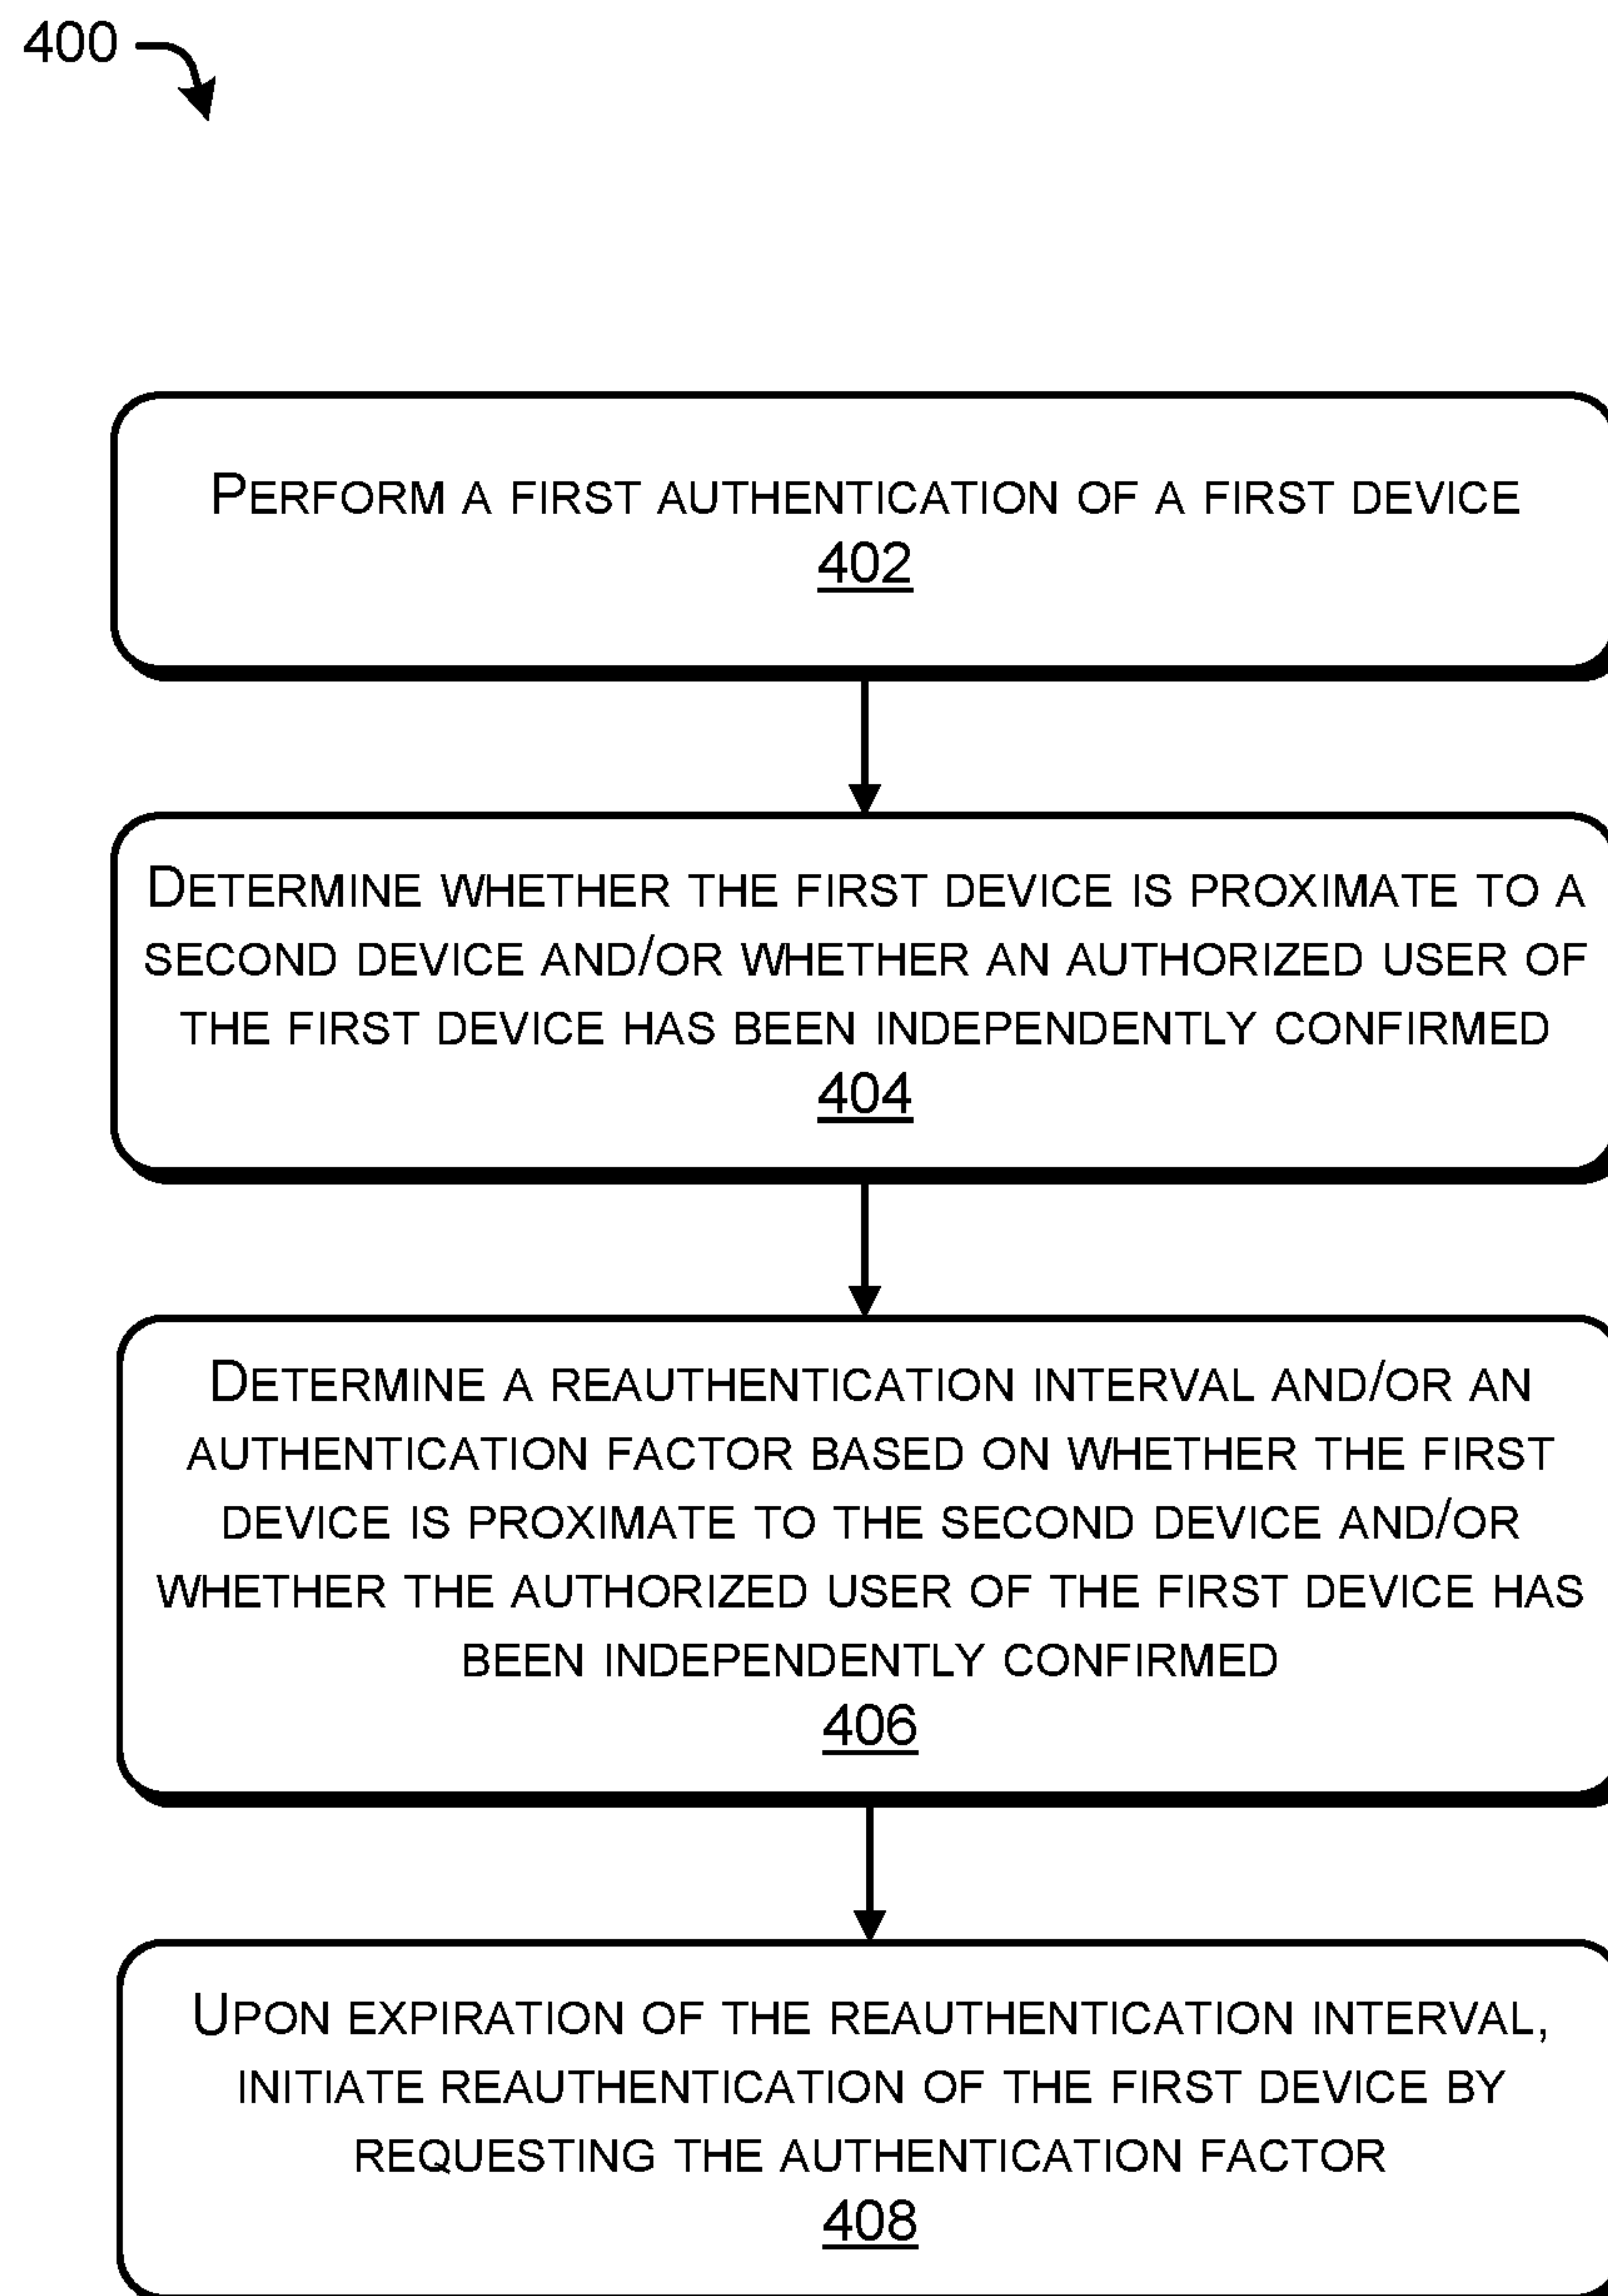 400
PERFORM A FIRST AUTHENTICATION OF A FIRST DEVICE
402
DETERMINE WHETHER THE FIRST DEVICE IS PROXIMATE TO A
SECOND DEVICE AND/OR WHETHER AN AUTHORIZED USER OF
THE FIRST DEVICE HAS BEEN INDEPENDENTLY CONFIRMED
404
DETERMINE A REAUTHENTICATION INTERVAL AND/OR AN
AUTHENTICATION FACTOR BASED ON WHETHER THE FIRST
DEVICE IS PROXIMATE TO THE SECOND DEVICE AND/OR
WHETHER THE AUTHORIZED USER OF THE FIRST DEVICE HAS
BEEN INDEPENDENTLY CONFIRMED
406
UPON EXPIRATION OF THE REAUTHENTICATION INTERVAL,
INITIATE REAUTHENTICATION OF THE FIRST DEVICE BY
REQUESTING THE AUTHENTICATION FACTOR
408